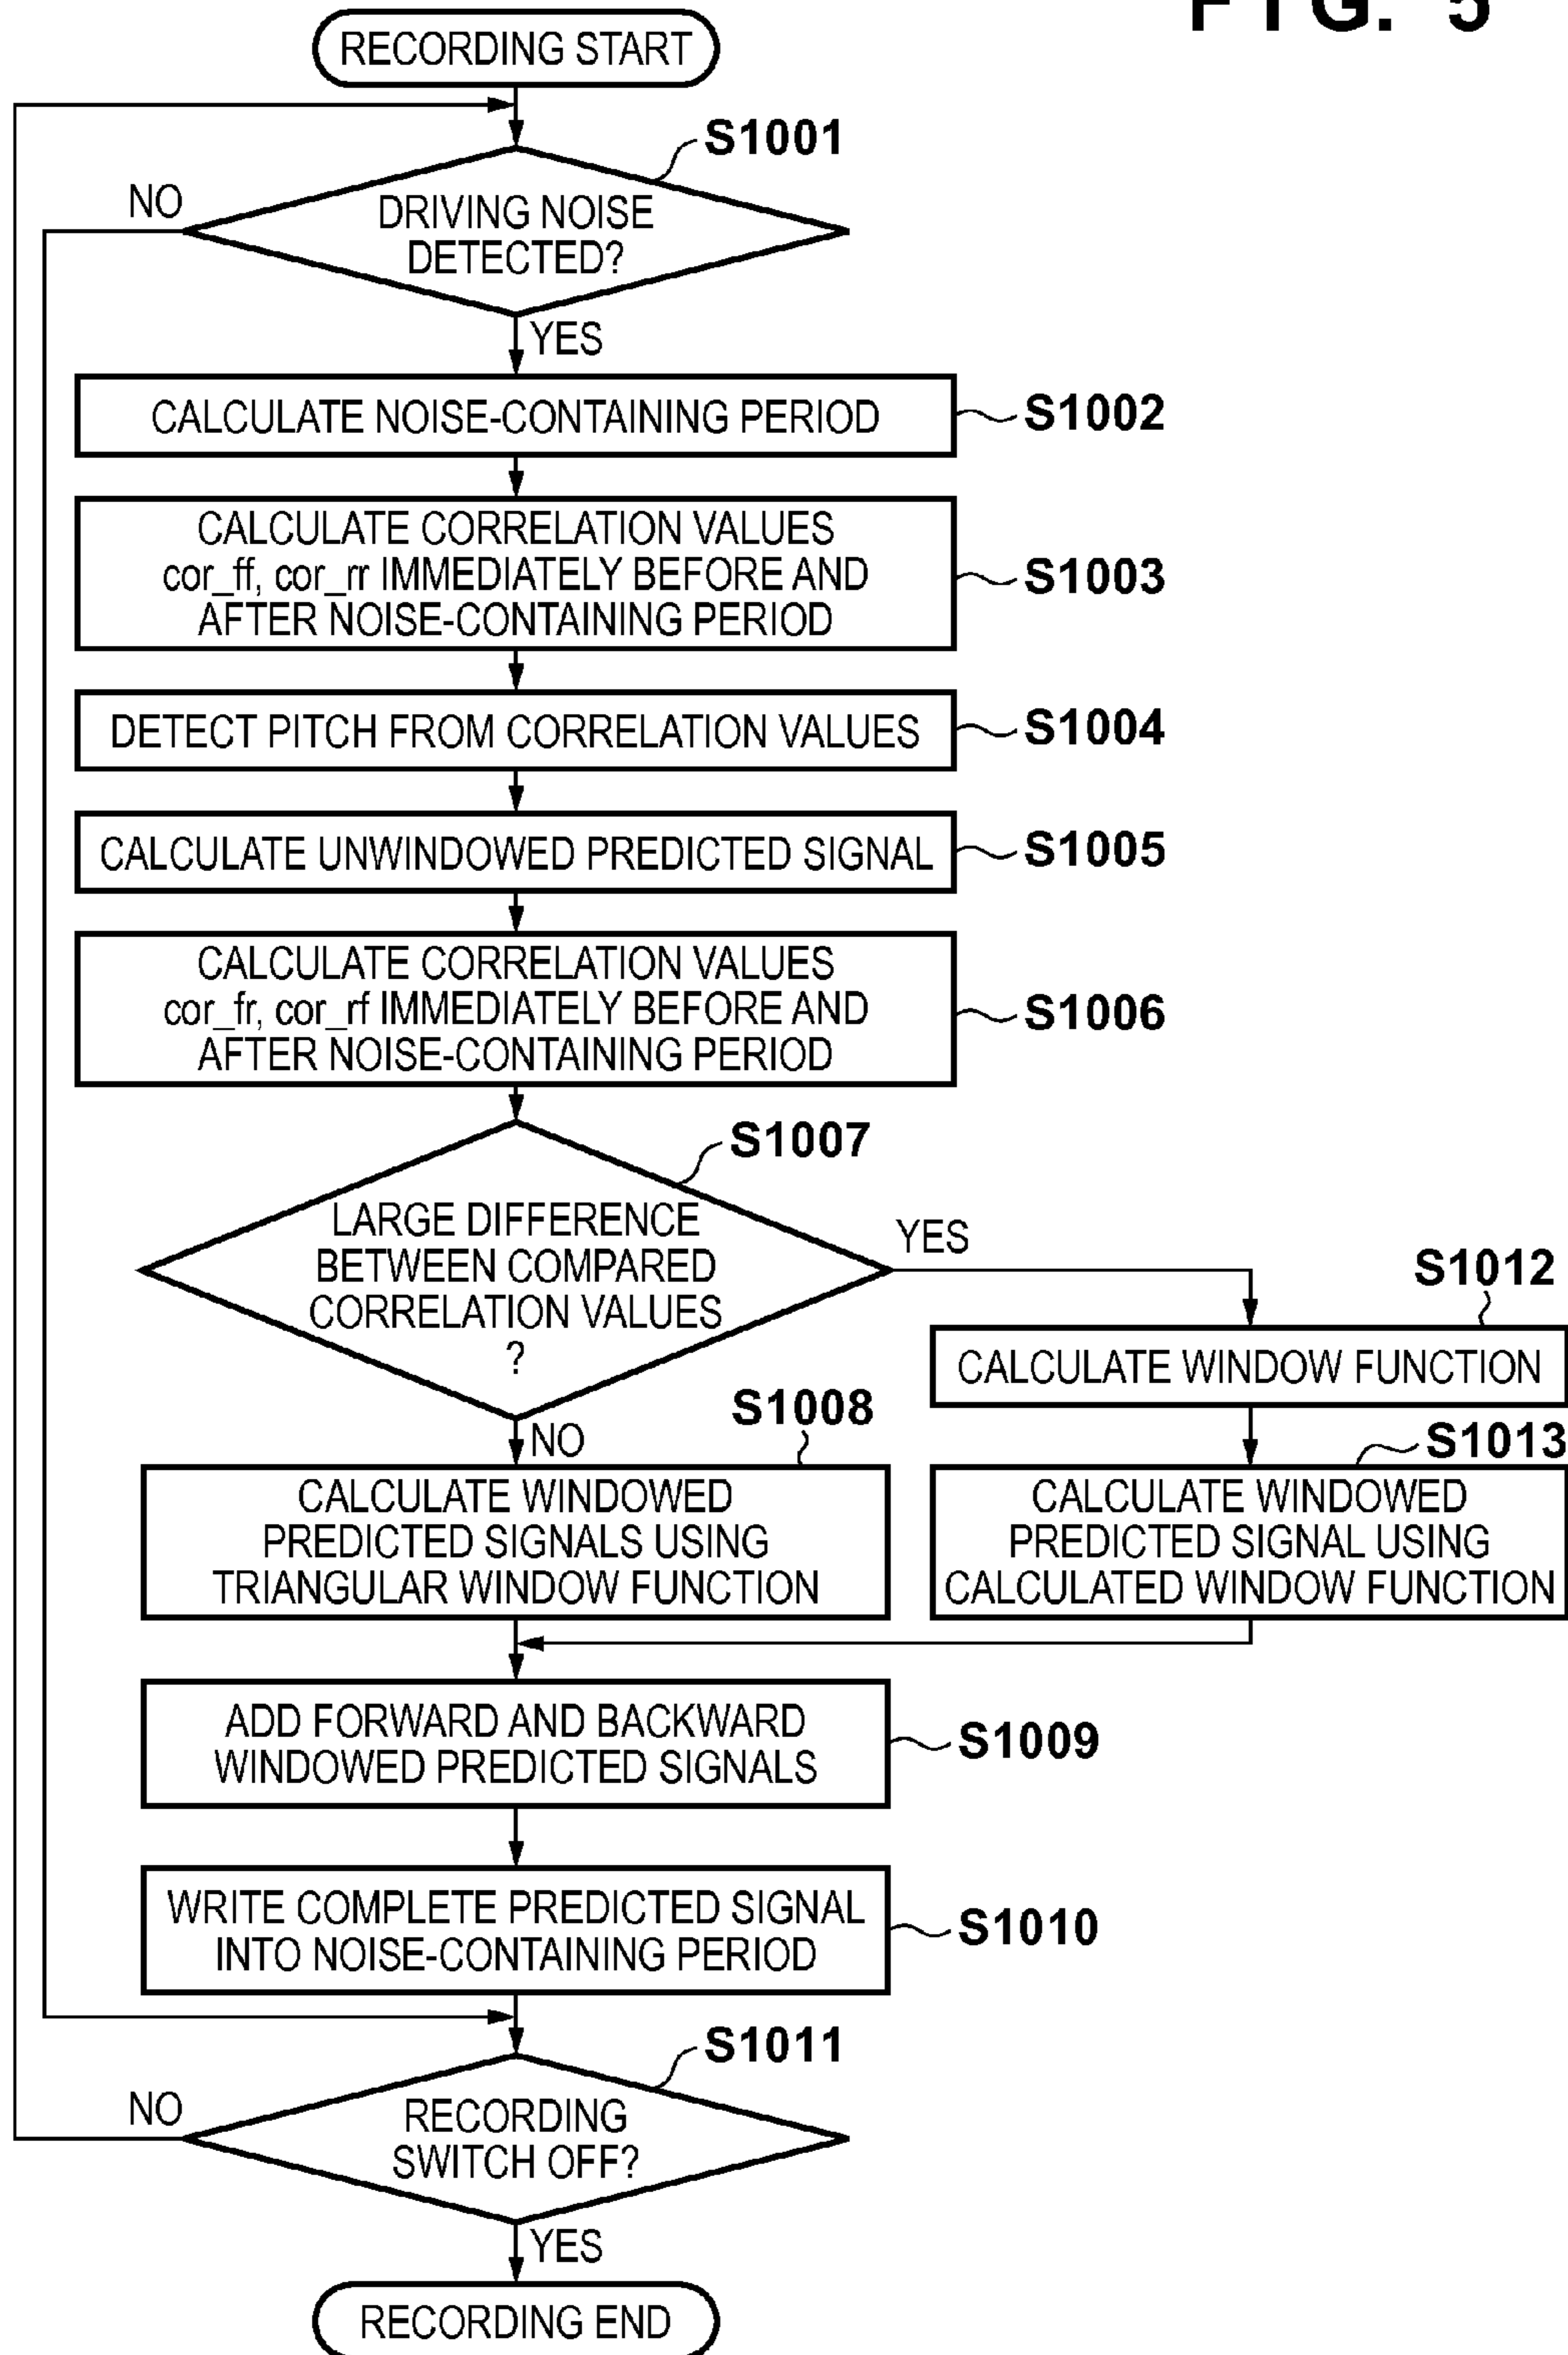 FIG. 5
RECORDING START
S1001
NO
DRIVING NOISE
DETECTED?
YES
CALCULATE NOISE-CONTAINING PERIOD
S1002
CALCULATE CORRELATION VALUES
cor_ff, cor_rr IMMEDIATELY BEFORE AND
AFTER NOISE-CONTAINING PERIOD
S1003
DETECT PITCH FROM CORRELATION VALUES
S1004
CALCULATE UNWINDOWED PREDICTED SIGNAL
S1005
CALCULATE CORRELATION VALUES
cor_fr, cor_rf IMMEDIATELY BEFORE AND
AFTER NOISE-CONTAINING PERIOD
S1006
S1007
LARGE DIFFERENCE
BETWEEN COMPARED
CORRELATION VALUES
?
YES
S1012
CALCULATE WINDOW FUNCTION
NO
S1008
CALCULATE WINDOWED
PREDICTED SIGNALS USING
TRIANGULAR WINDOW FUNCTION
S1013
CALCULATE WINDOWED
PREDICTED SIGNAL USING
CALCULATED WINDOW FUNCTION
ADD FORWARD AND BACKWARD
WINDOWED PREDICTED SIGNALS
S1009
WRITE COMPLETE PREDICTED SIGNAL
INTO NOISE-CONTAINING PERIOD
S1010
S1011
NO
RECORDING
SWITCH OFF?
YES
RECORDING END